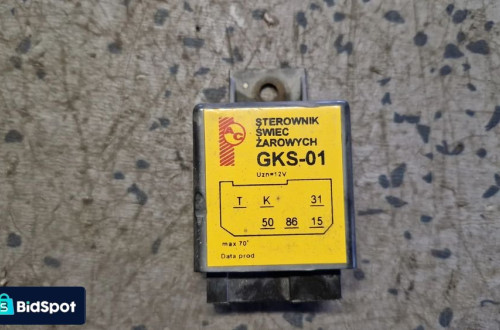 STEROWNIK
ŚWIEC
ŻAROWYCH
GKS-01
Uzn=12V
T K 31
50 86 15
max 70°
Data prod
S BidSpot